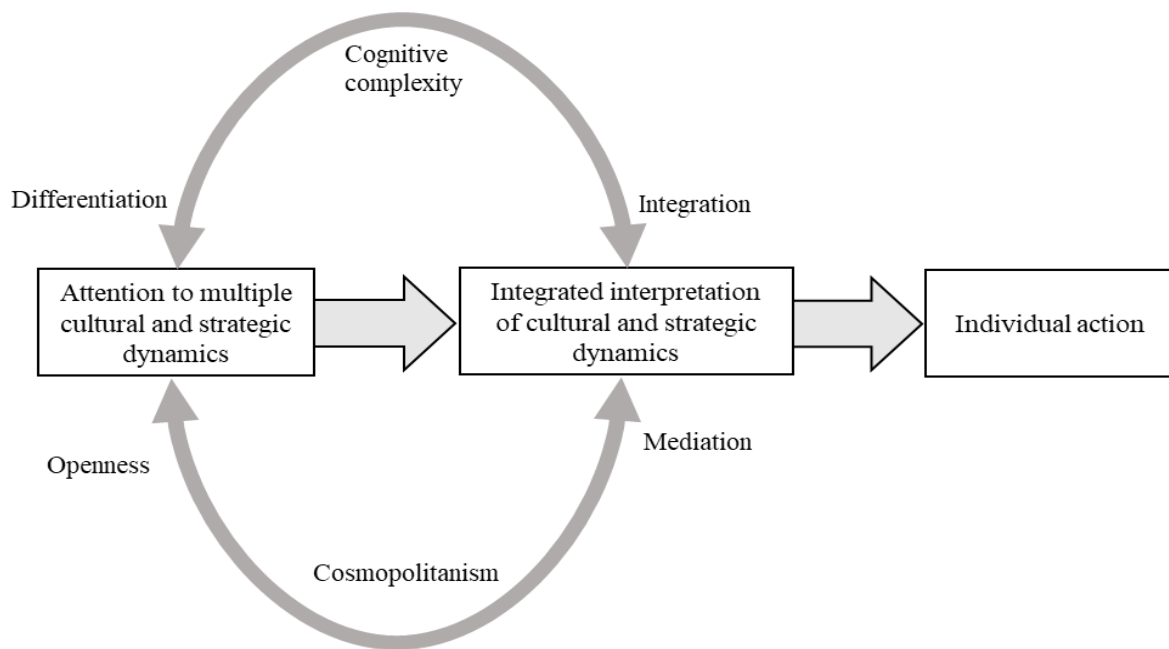 Cognitive
complexity
Differentiation
Integration
Attention to multiple
cultural and strategic
dynamics
Integrated interpretation
of cultural and strategic
dynamics
Individual action
Openness
Mediation
Cosmopolitanism